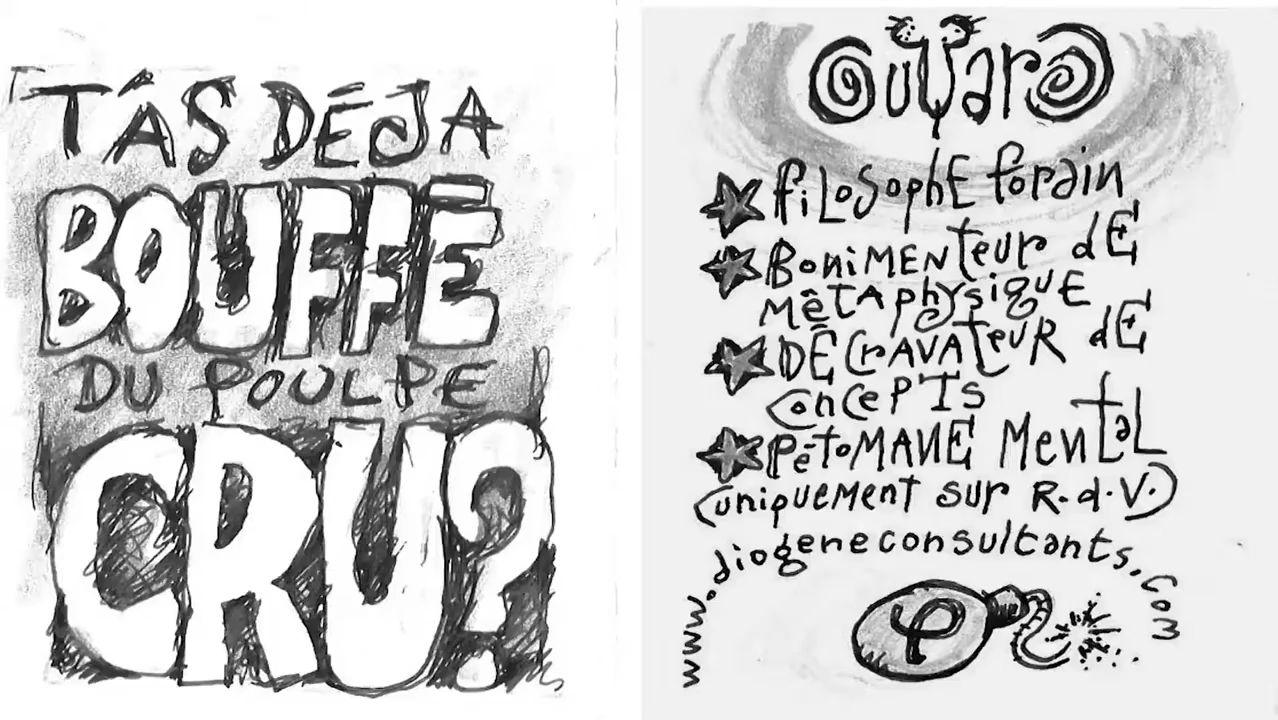 T'AS DÉJA
BOUFFÉ
DU POULPE
CRU?
Gutarg
filosophe forain
Bonimenteur de
Métaphysique
Décravateur de
concepts
Pétomane Mental
(uniquement sur R.d.V.)
www.diogeneconsultants.com
φ